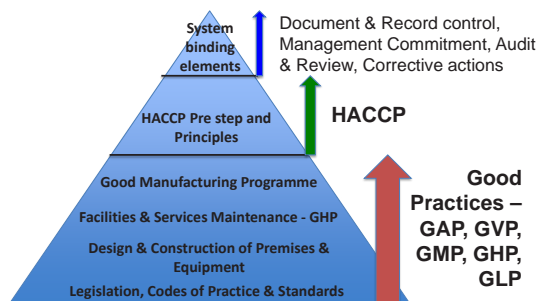 System
binding
elements
Document & Record control,
Management Commitment, Audit
& Review, Corrective actions
HACCP Pre step and
Principles
HACCP
Good Manufacturing Programme
Facilities & Services Maintenance - GHP
Design & Construction of Premises &
Equipment
Legislation, Codes of Practice & Standards
Good
Practices –
GAP, GVP,
GMP, GHP,
GLP